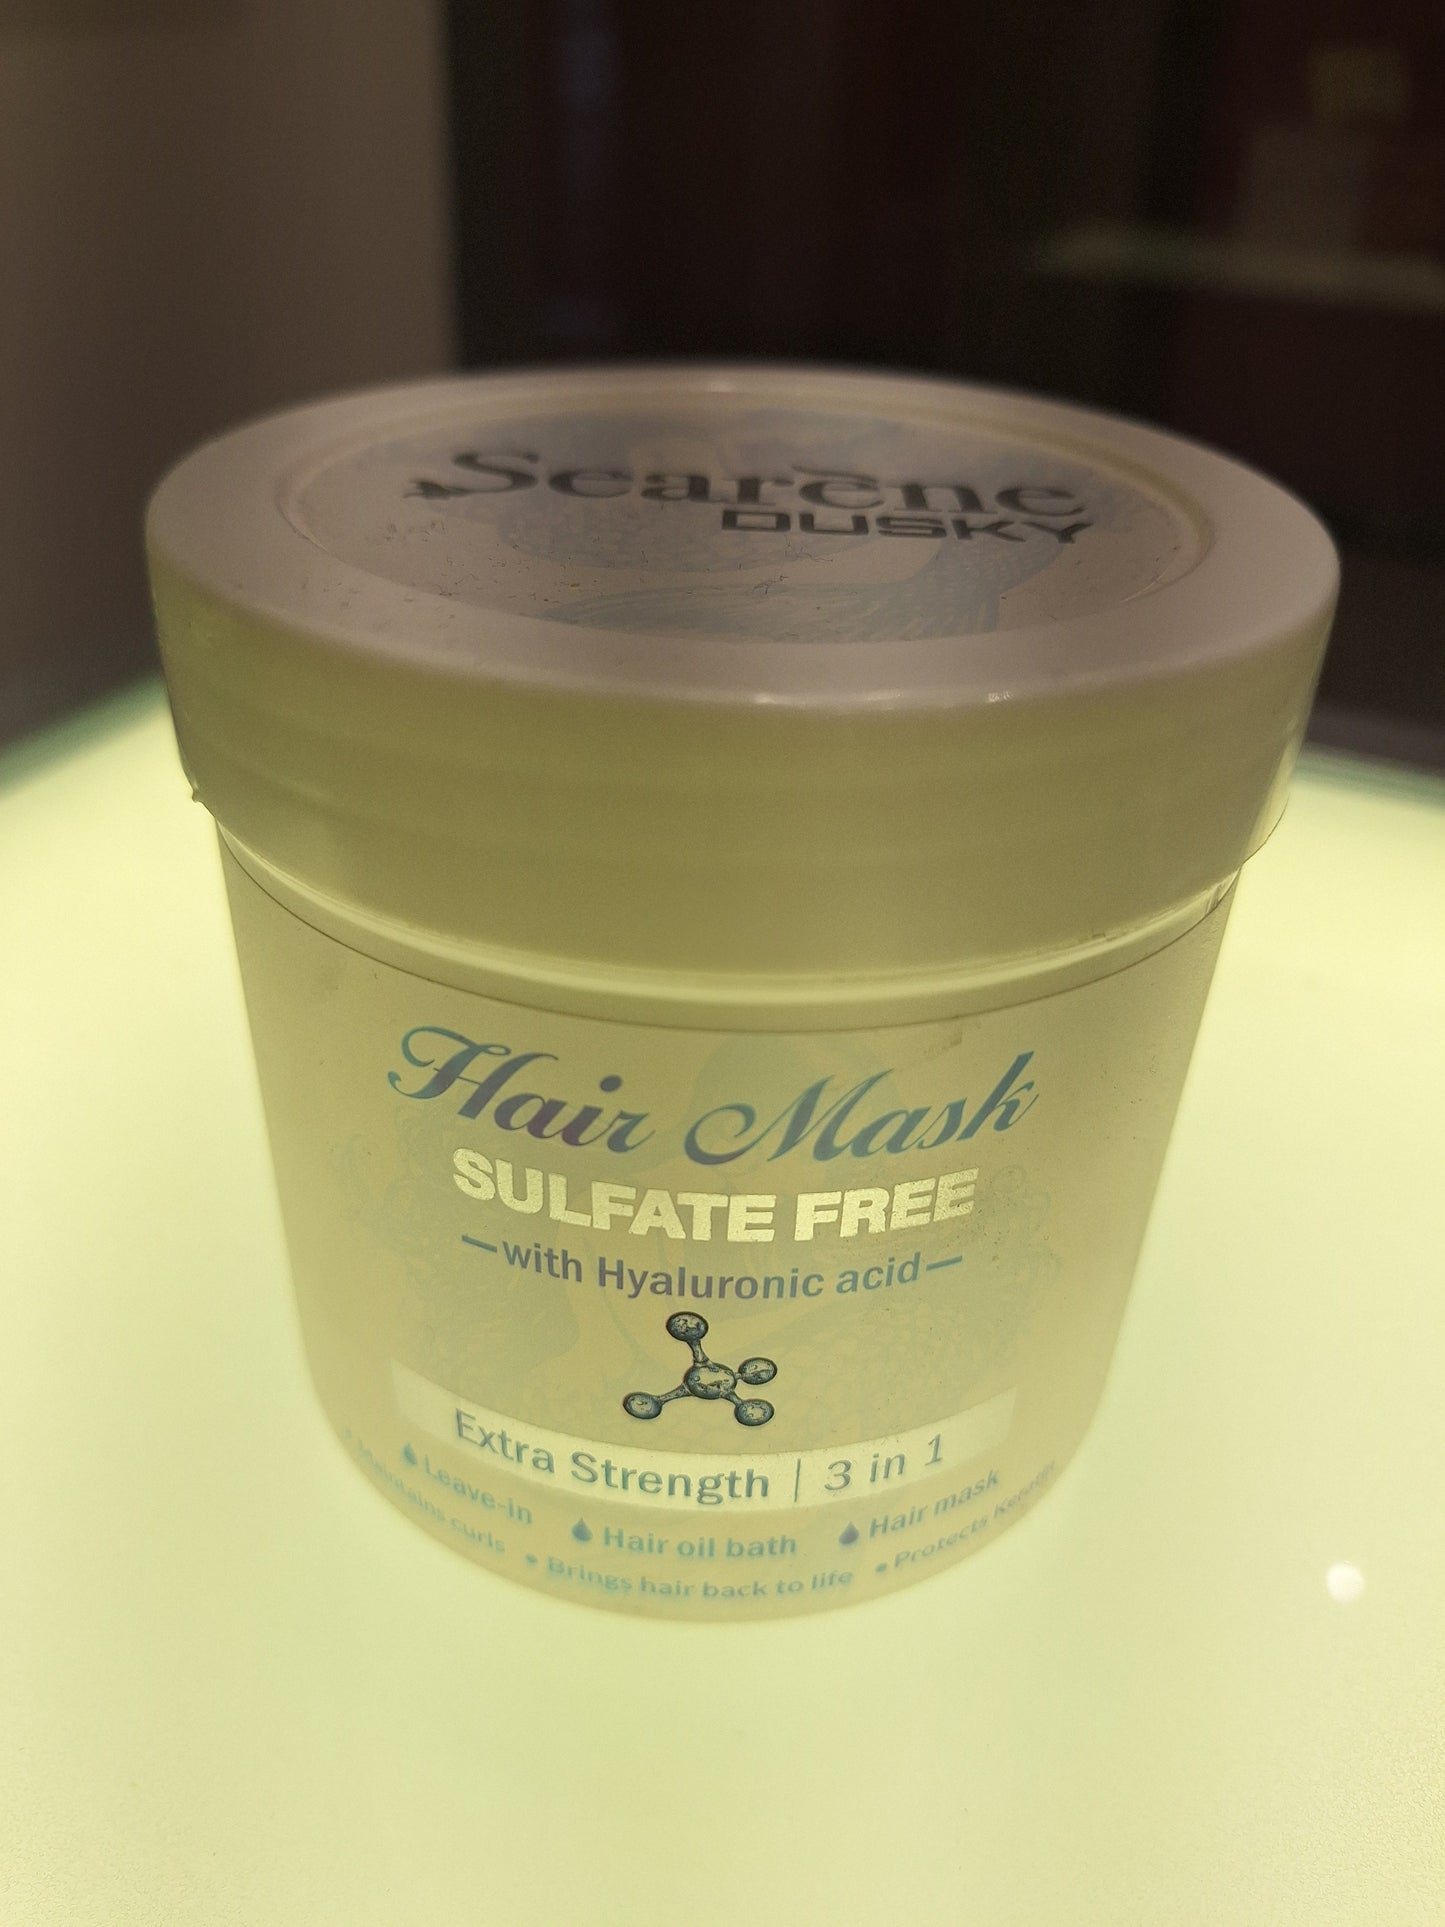 Searene
DUSKY
Hair Mask
SULFATE FREE
with Hyaluronic acid
Extra Strength | 3 in 1
Leave-in Hair oil bath Hair mask
Maintains curls • Brings hair back to life • Protects Keratin